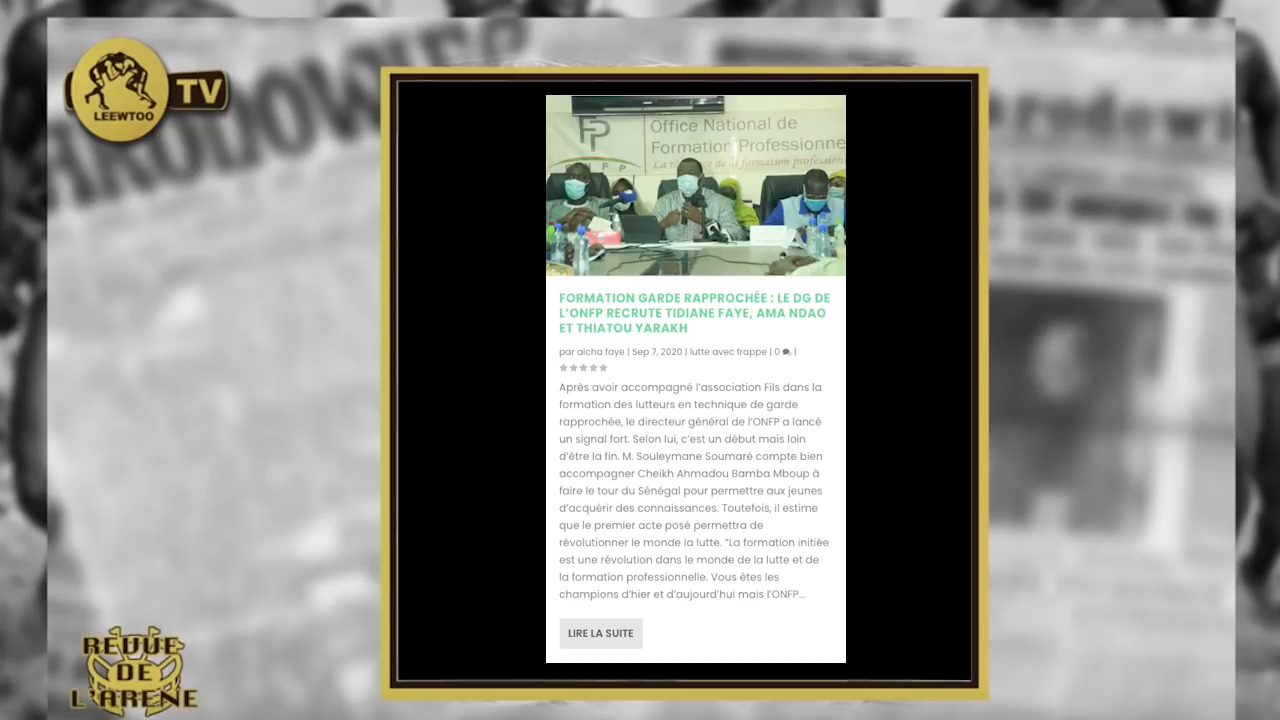 LEEWTOO
TV
Office National de
Formation Professionne
La
de la formation profession
FORMATION GARDE RAPPROCHÉE : LE DG DE
L'ONFP RECRUTE TIDIANE FAYE, AMA NDAO
ET THIATOU YARAKH
par aicha faye | Sep 7, 2020 | lutte avec frappe | 0 |
Après avoir accompagné l'association Fils dans la
formation des lutteurs en technique de garde
rapprochée, le directeur général de l'ONFP a lancé
un signal fort. Selon lui, c'est un début mais loin
d'être la fin. M. Souleymane Soumaré compte bien
accompagner Cheikh Ahmadou Bamba Mboup à
faire le tour du Sénégal pour permettre aux jeunes
d'acquérir des connaissances. Toutefois, il estime
que le premier acte posé permettra de
révolutionner le monde la lutte. "La formation initiée
est une révolution dans le monde de la lutte et de
la formation professionnelle. Vous êtes les
champions d'hier et d'aujourd'hui mais l'ONFP...
LIRE LA SUITE
REVUE
DE
L'ARENE